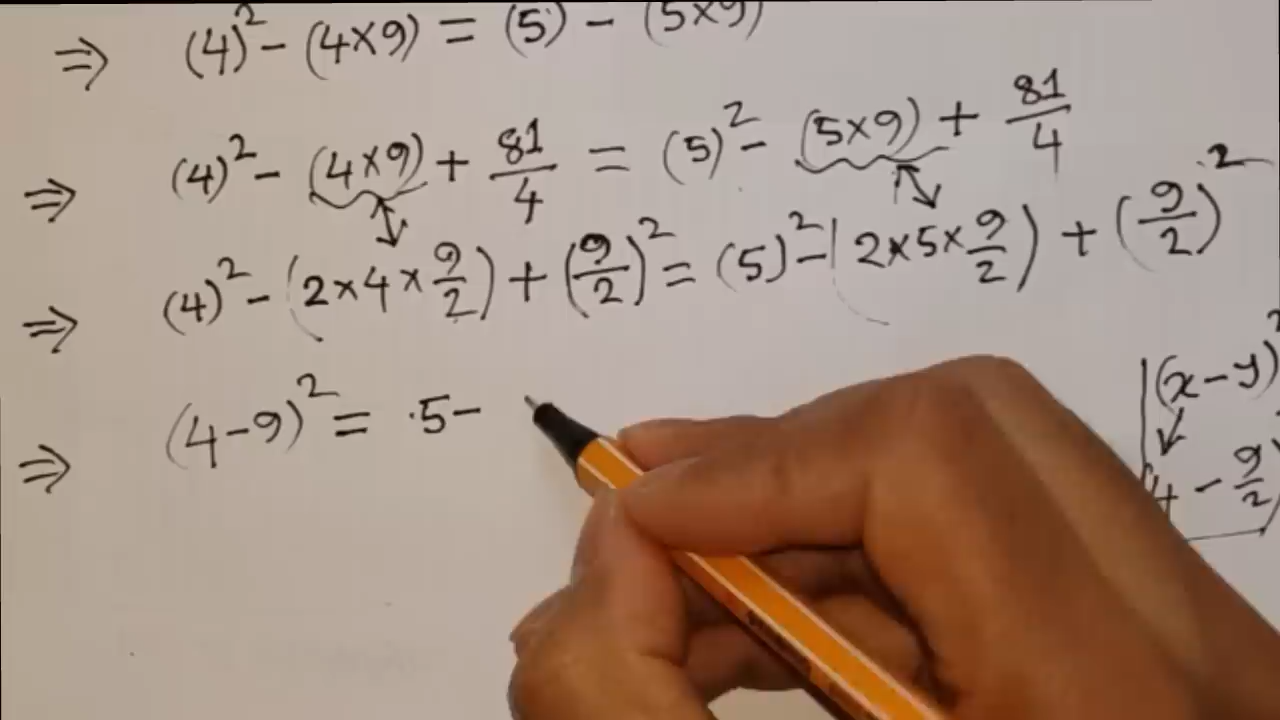 ⇒ (4)² - (4×9) = (5) - (5×9)
⇒ (4)² - (4×9) + 81/4 = (5)² - (5×9) + 81/4
⇒ (4)² - (2×4×9/2) + (9/2)² = (5)² - (2×5×9/2) + (9/2)²
⇒ (4-9)² = 5-
(x-y)²
4 - 9/2